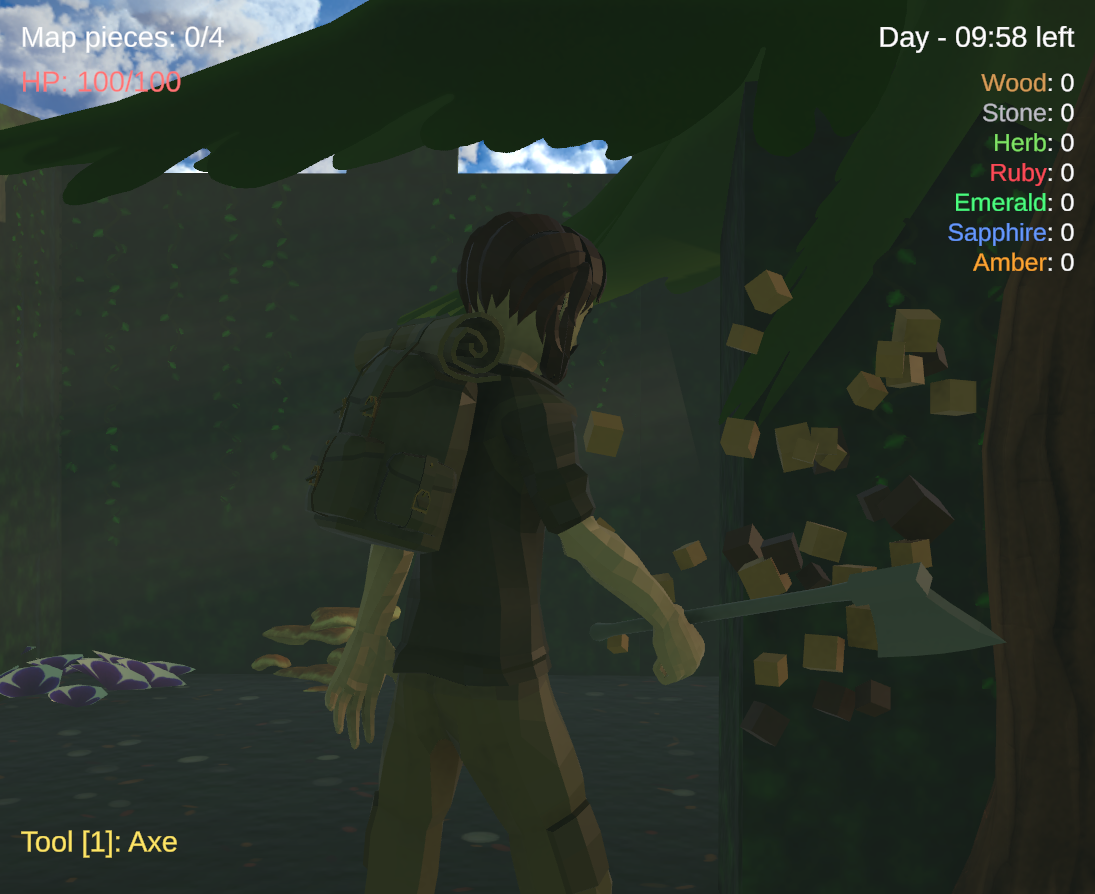 Map pieces: 0/4
HP: 100/100
Day - 09:58 left
Wood: 0
Stone: 0
Herb: 0
Ruby: 0
Emerald: 0
Sapphire: 0
Amber: 0
Tool [1]: Axe